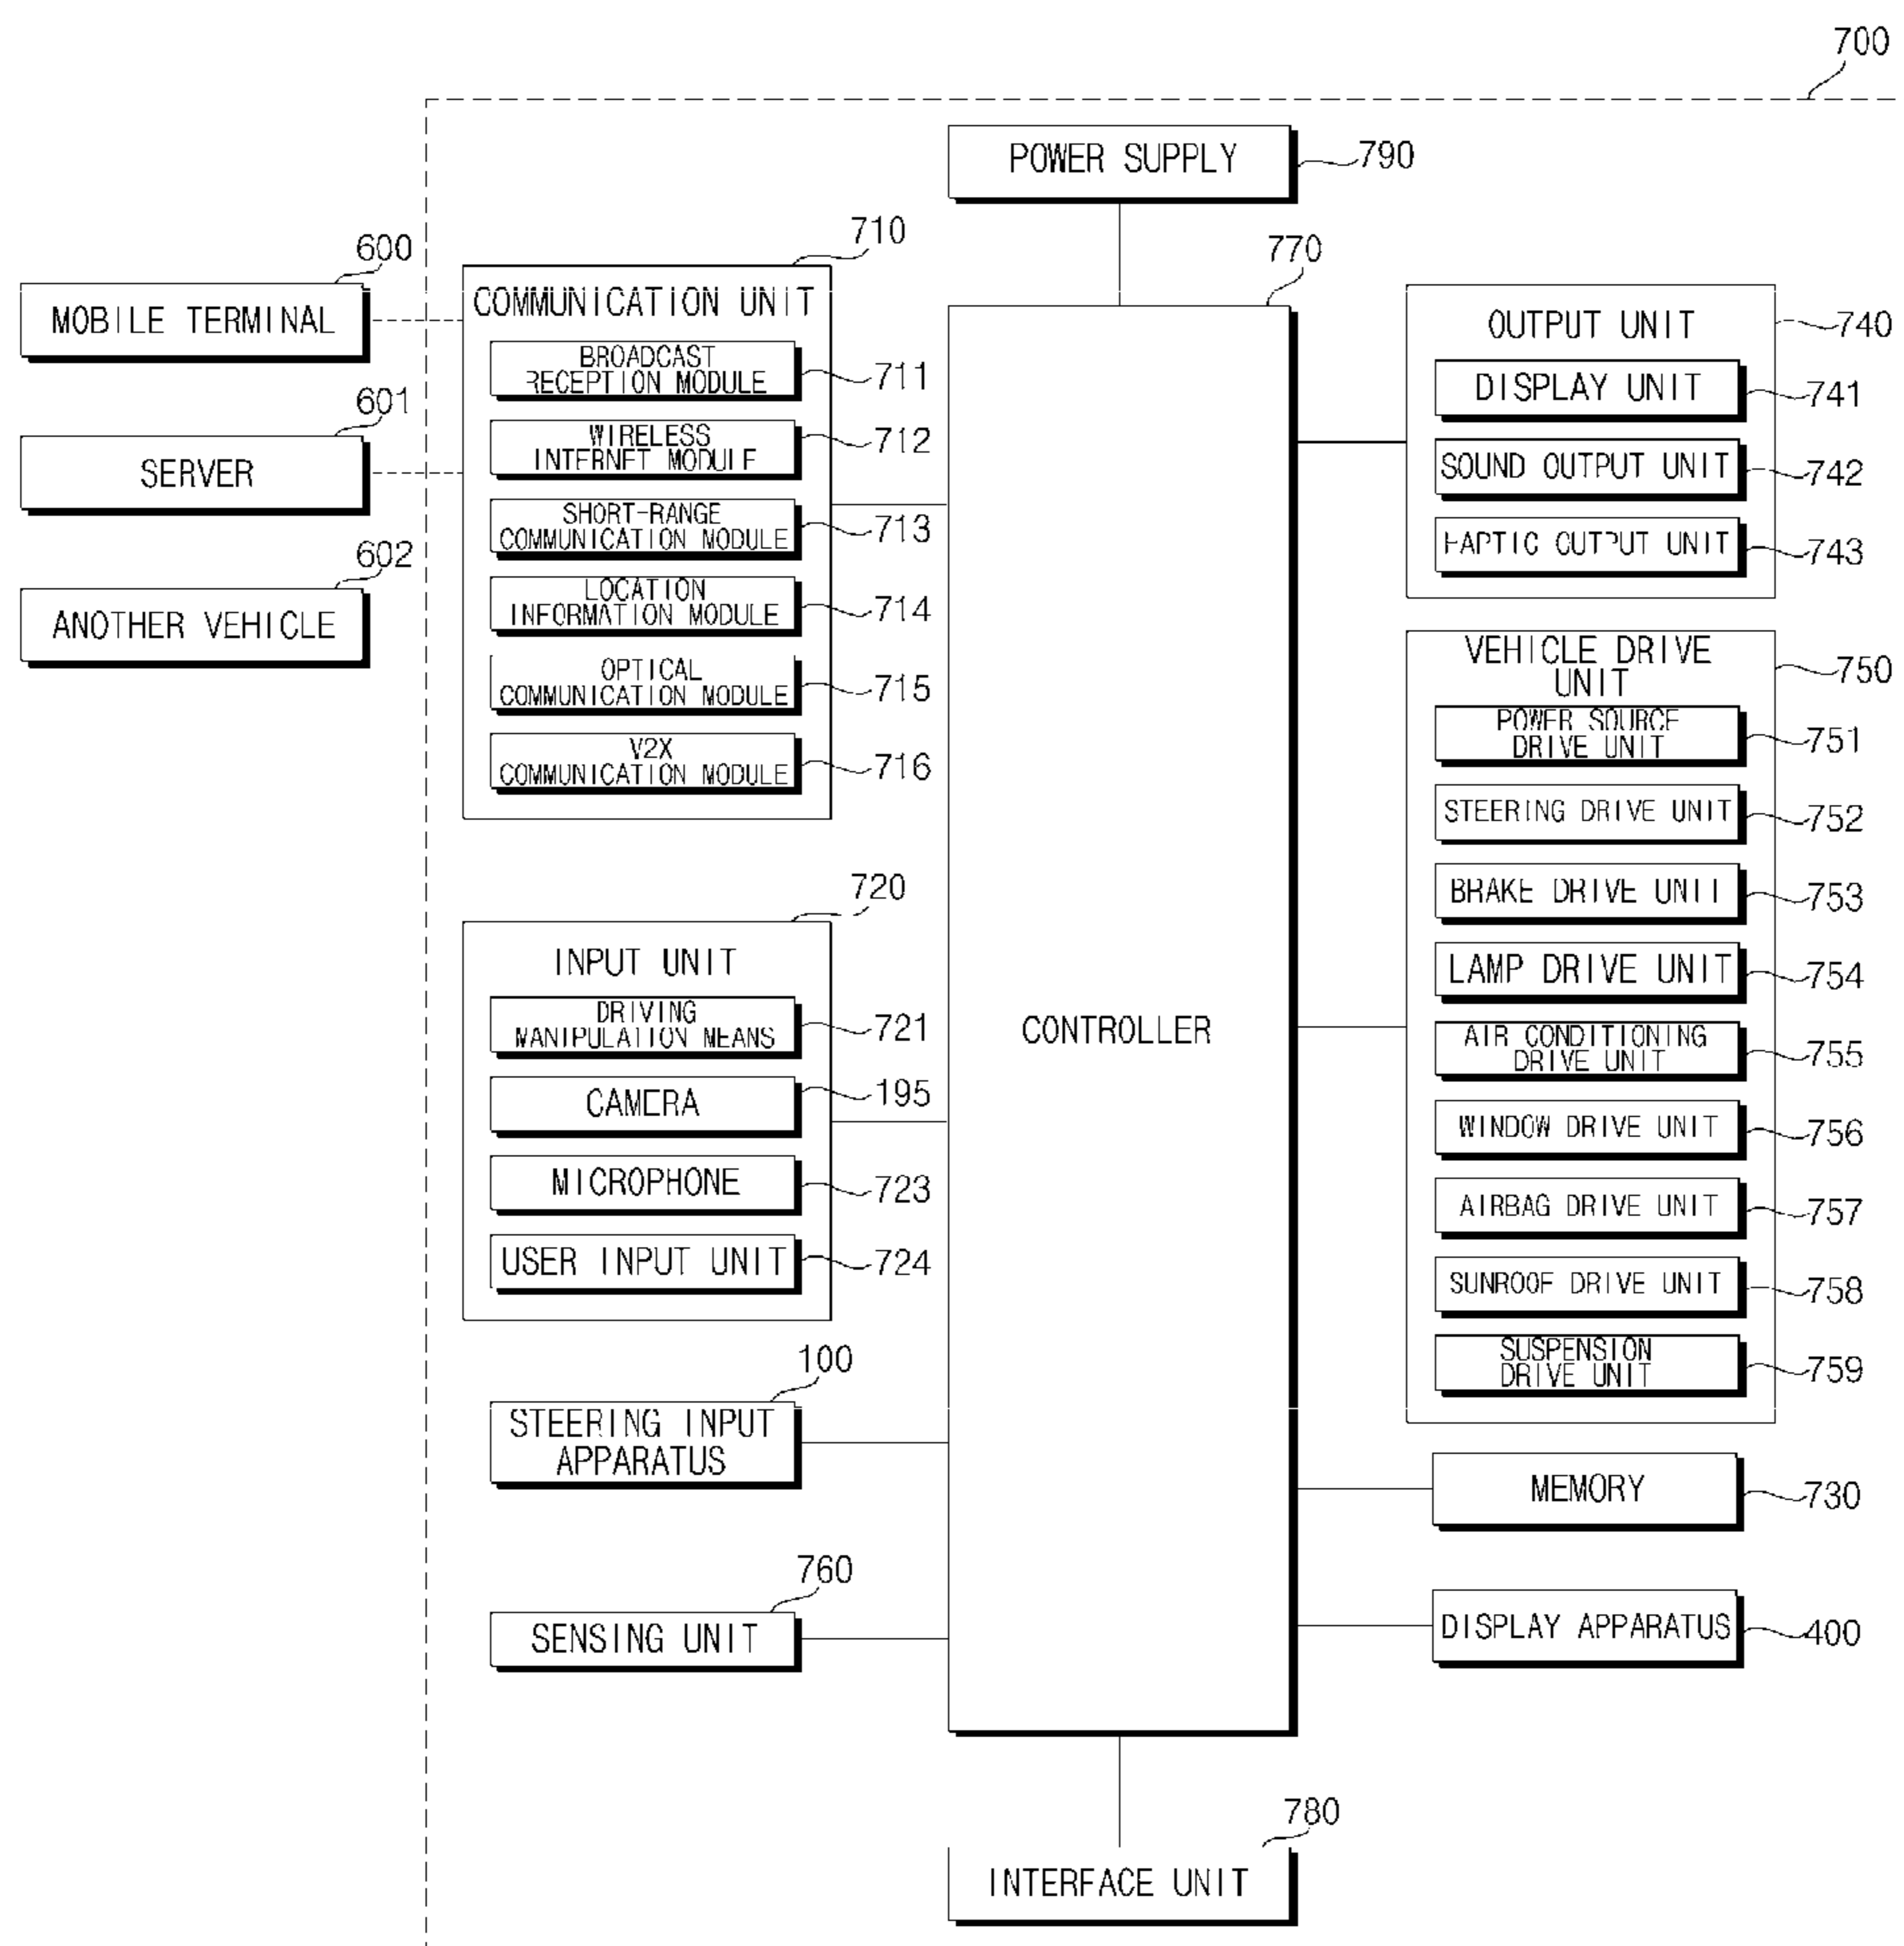 700
POWER SUPPLY
790
710
770
600
MOBILE TERMINAL
601
SERVER
602
ANOTHER VEHICLE
COMMUNICATION UNIT
BROADCAST
RECEPTION MODULE
711
WIRELESS
INTERNET MODULE
712
SHORT-RANGE
COMMUNICATION MODULE
713
LOCATION
INFORMATION MODULE
714
OPTICAL
COMMUNICATION MODULE
715
V2X
COMMUNICATION MODULE
716
720
INPUT UNIT
DRIVING
MANIPULATION MEANS
721
CAMERA
195
MICROPHONE
723
USER INPUT UNIT
724
100
STEERING INPUT
APPARATUS
760
SENSING UNIT
CONTROLLER
OUTPUT UNIT
740
DISPLAY UNIT
741
SOUND OUTPUT UNIT
742
HAPTIC OUTPUT UNIT
743
VEHICLE DRIVE
UNIT
750
POWER SOURCE
DRIVE UNIT
751
STEERING DRIVE UNIT
752
BRAKE DRIVE UNIT
753
LAMP DRIVE UNIT
754
AIR CONDITIONING
DRIVE UNIT
755
WINDOW DRIVE UNIT
756
AIRBAG DRIVE UNIT
757
SUNROOF DRIVE UNIT
758
SUSPENSION
DRIVE UNIT
759
MEMORY
730
DISPLAY APPARATUS
400
780
INTERFACE UNIT